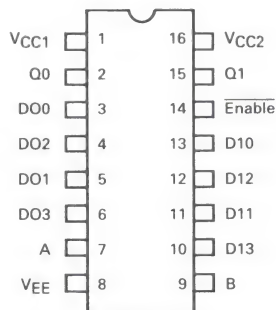 VCC1 1 16 VCC2
Q0 2 15 Q1
DO0 3 14 Enable
DO2 4 13 D10
DO1 5 12 D12
DO3 6 11 D11
A 7 10 D13
VEE 8 9 B